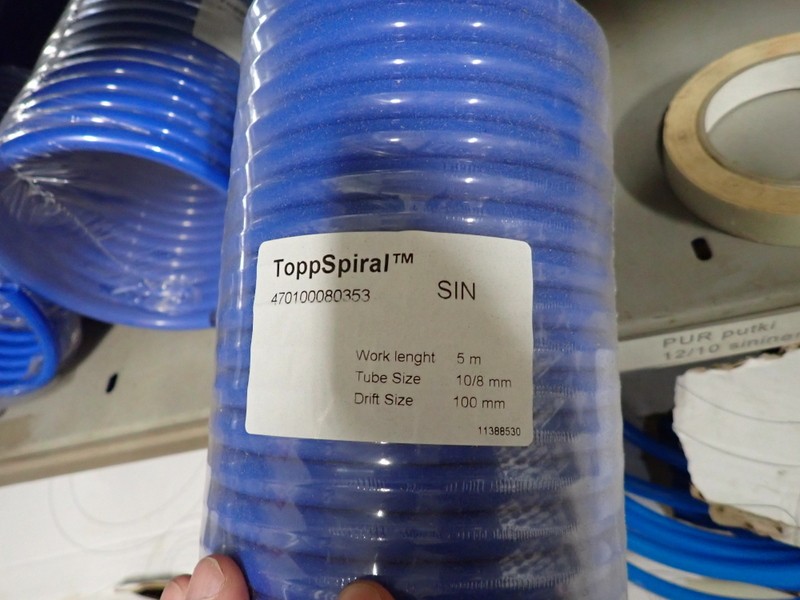 ToppSpiral™
470100080353 SIN
Work lenght 5 m
Tube Size 10/8 mm
Drift Size 100 mm
11388530
PUR putki
12/10 sininen